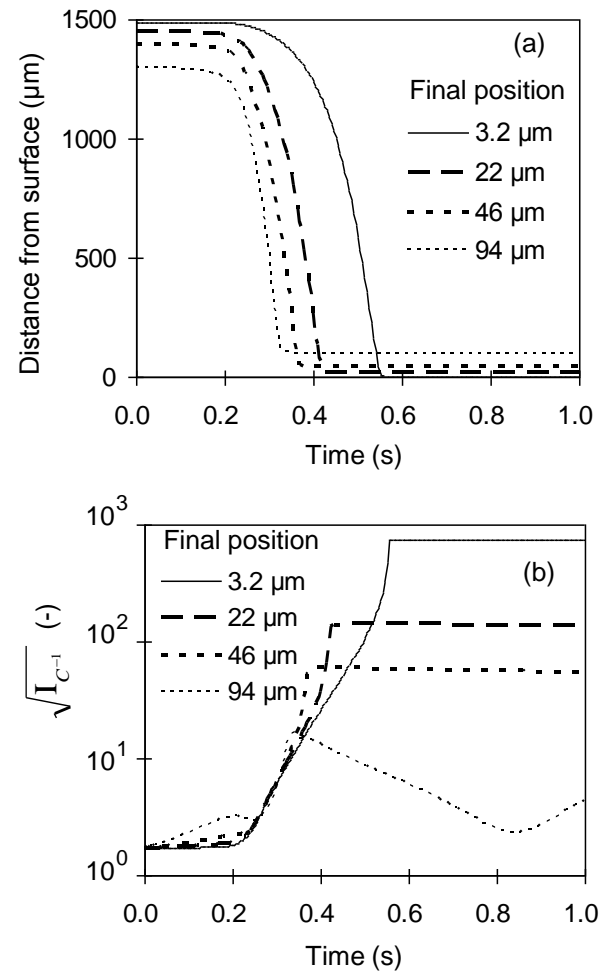 (a)
1500
1000
500
0
Distance from surface (µm)
Final position
3.2 µm
22 µm
46 µm
94 µm
0.0 0.2 0.4 0.6 0.8 1.0
Time (s)
(b)
10³
10²
10¹
10⁰
√I_C⁻¹ (-)
Final position
3.2 µm
22 µm
46 µm
94 µm
0.0 0.2 0.4 0.6 0.8 1.0
Time (s)